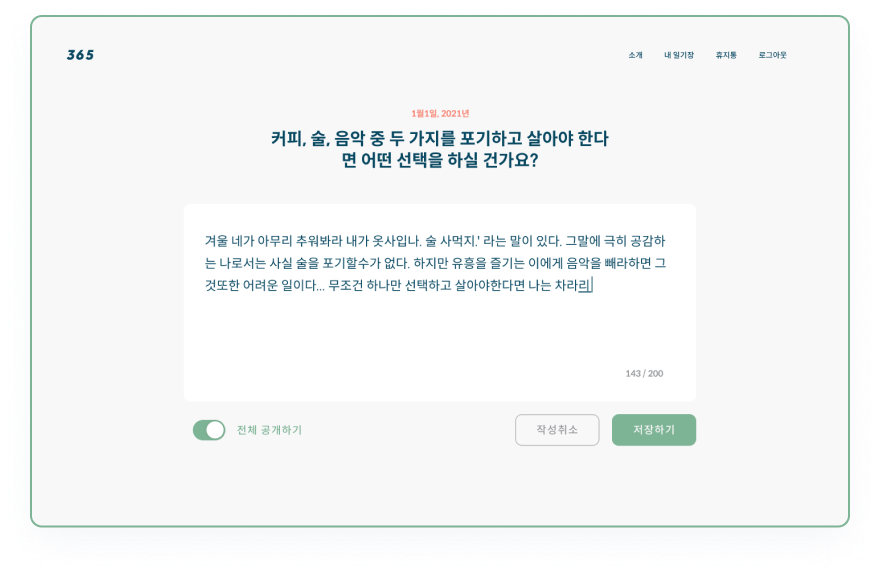 365
소개 내 일기장 휴지통 로그아웃
1월1일, 2021년
커피, 술, 음악 중 두 가지를 포기하고 살아야 한다
면 어떤 선택을 하실 건가요?
겨울 네가 아무리 추워봐라 내가 옷사입나. 술 사먹지.' 라는 말이 있다. 그말에 극히 공감하
는 나로서는 사실 술을 포기할수가 없다. 하지만 유흥을 즐기는 이에게 음악을 빼라하면 그
것또한 어려운 일이다... 무조건 하나만 선택하고 살아야한다면 나는 차라리
143 / 200
전체 공개하기 작성취소 저장하기